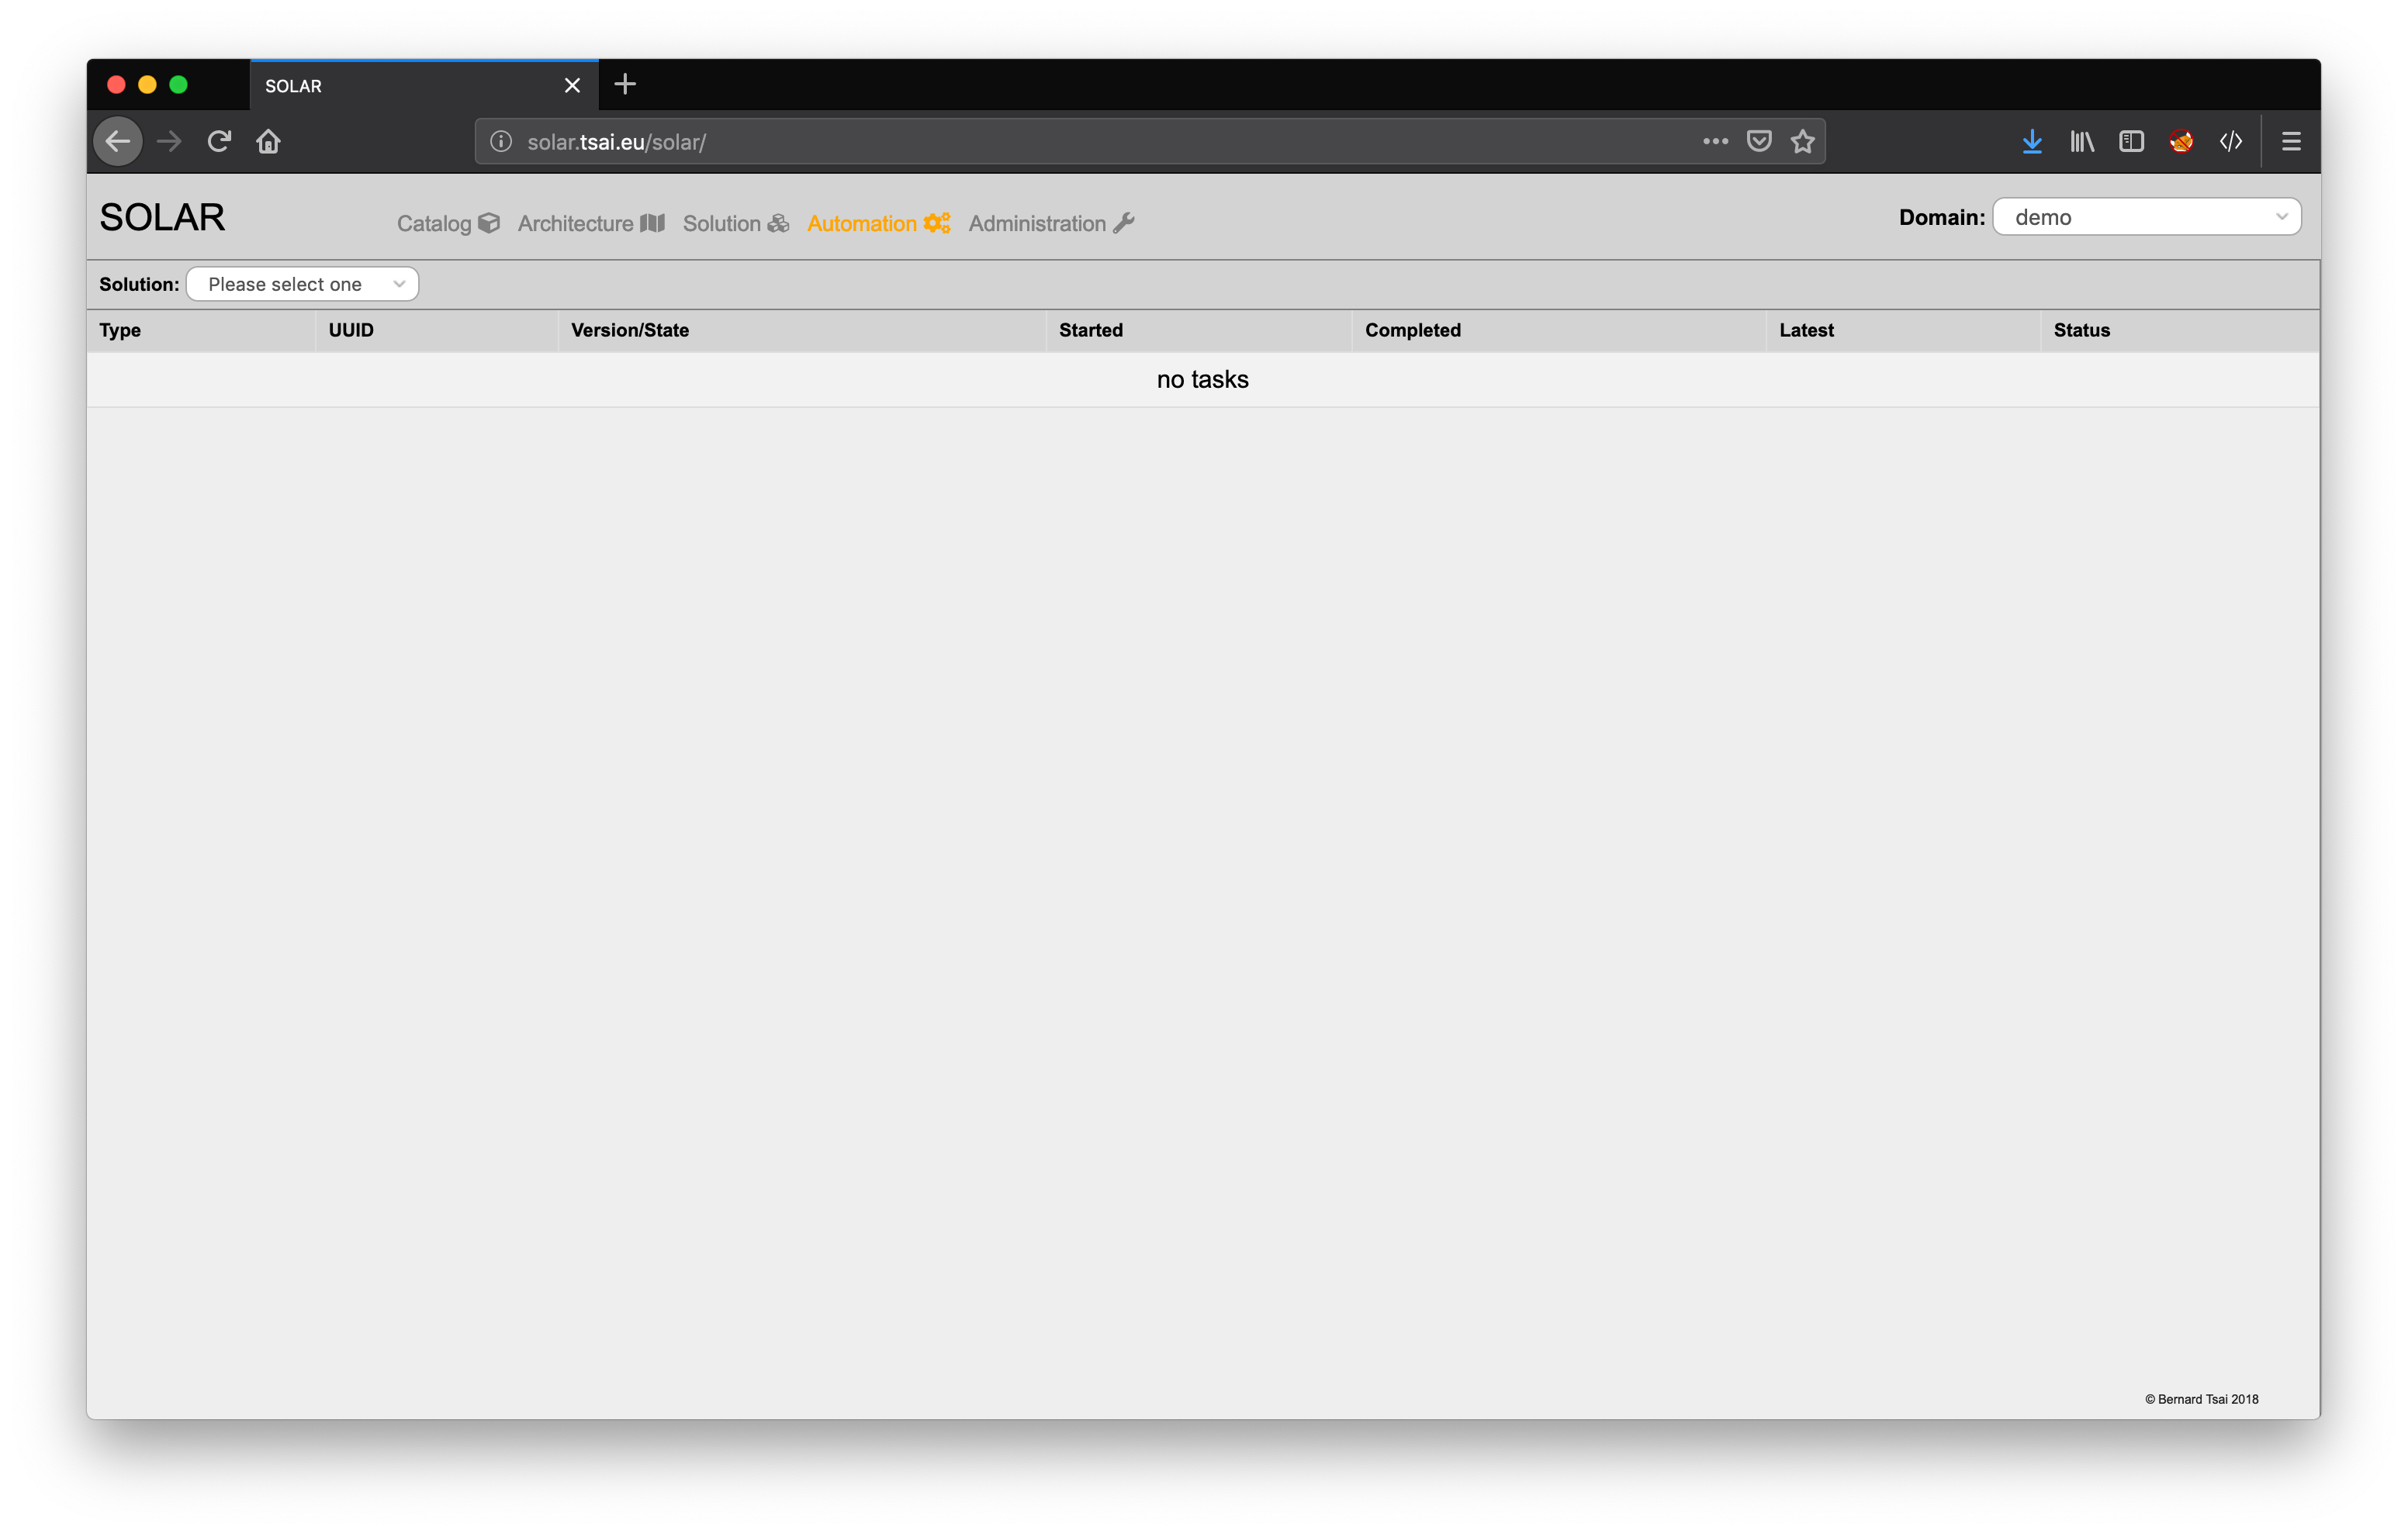 SOLAR
solar.tsai.eu/solar/
SOLAR Catalog Architecture Solution Automation Administration Domain: demo
Solution: Please select one
Type UUID Version/State Started Completed Latest Status
no tasks
© Bernard Tsai 2018